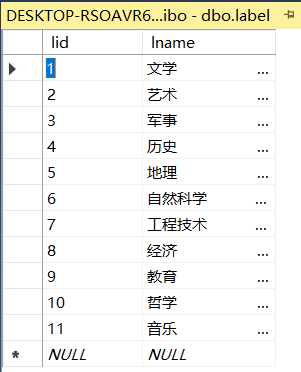 DESKTOP-RSOAVR6...ibo - dbo.label
lid lname
1 文学 ...
2 艺术 ...
3 军事 ...
4 历史 ...
5 地理 ...
6 自然科学 ...
7 工程技术 ...
8 经济 ...
9 教育 ...
10 哲学 ...
11 音乐 ...
* NULL NULL